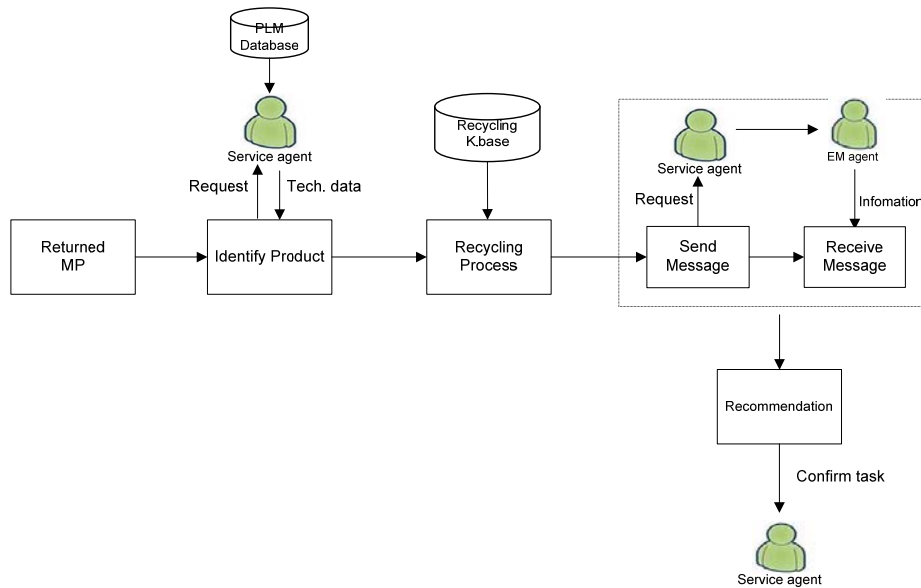 PLM
Database
Service agent
Request
Tech. data
Returned
MP
Identify Product
Recycling
K.base
Recycling
Process
Service agent
EM agent
Request
Infomation
Send
Message
Receive
Message
Recommendation
Confirm task
Service agent